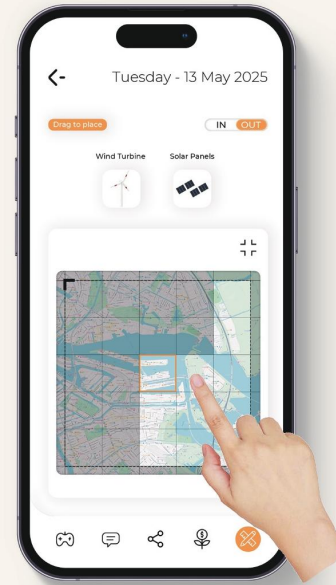 Tuesday - 13 May 2025
Drag to place
IN OUT
Wind Turbine Solar Panels